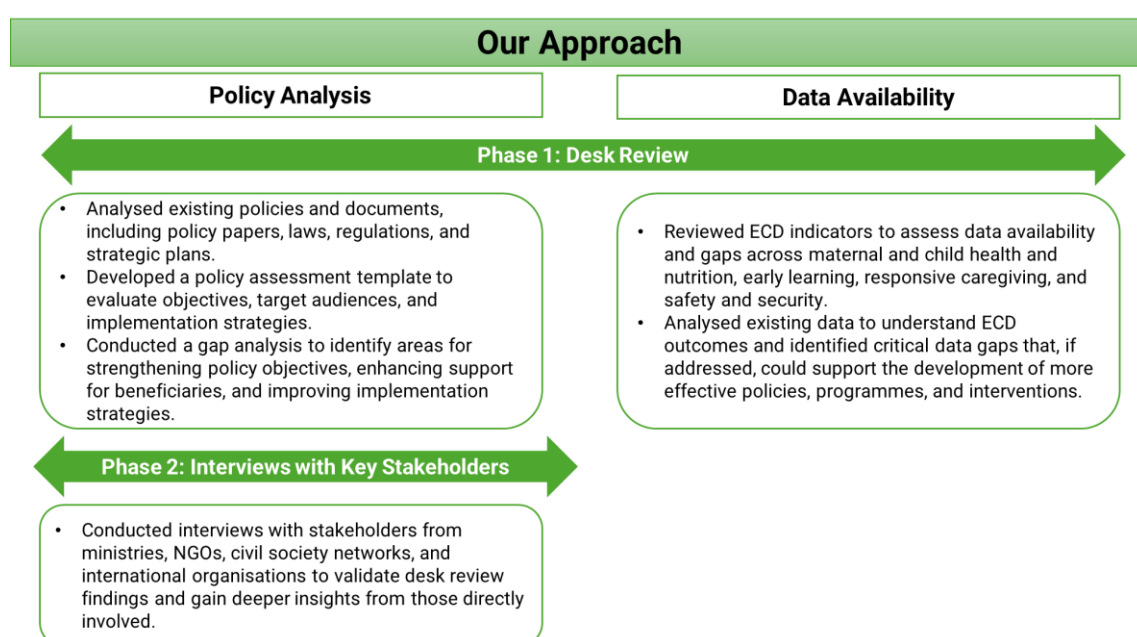 Our Approach
Policy Analysis
Data Availability
Phase 1: Desk Review
• Analysed existing policies and documents,
including policy papers, laws, regulations, and
strategic plans.
• Developed a policy assessment template to
evaluate objectives, target audiences, and
implementation strategies.
• Conducted a gap analysis to identify areas for
strengthening policy objectives, enhancing support
for beneficiaries, and improving implementation
strategies.
• Reviewed ECD indicators to assess data availability
and gaps across maternal and child health and
nutrition, early learning, responsive caregiving, and
safety and security.
• Analysed existing data to understand ECD
outcomes and identified critical data gaps that, if
addressed, could support the development of more
effective policies, programmes, and interventions.
Phase 2: Interviews with Key Stakeholders
• Conducted interviews with stakeholders from
ministries, NGOs, civil society networks, and
international organisations to validate desk review
findings and gain deeper insights from those directly
involved.